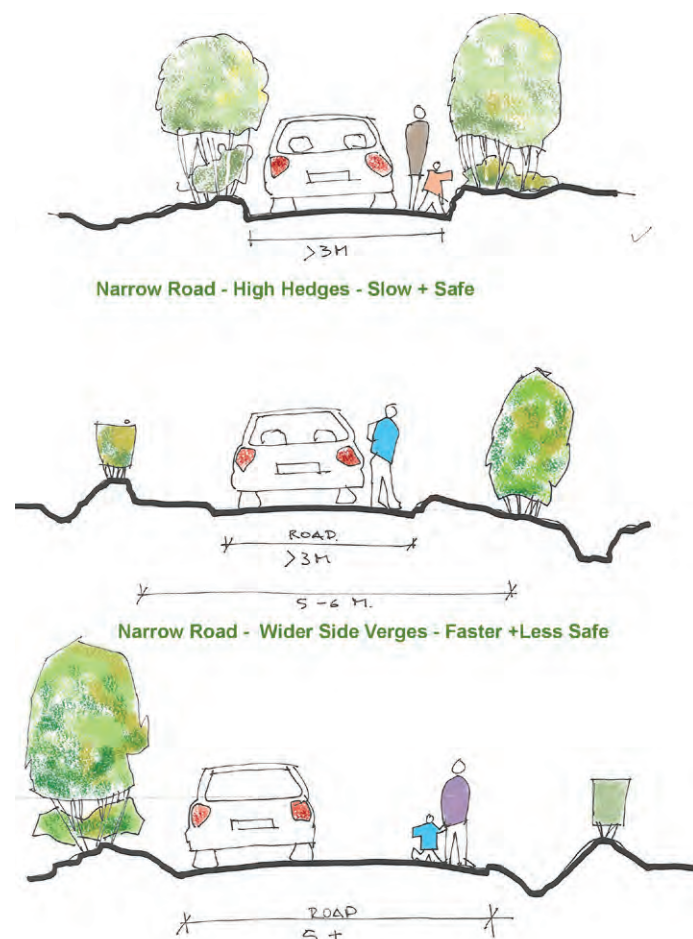 >3M
Narrow Road - High Hedges - Slow + Safe
ROAD.
>3M
5-6 M.
Narrow Road - Wider Side Verges - Faster +Less Safe
ROAD
5 +